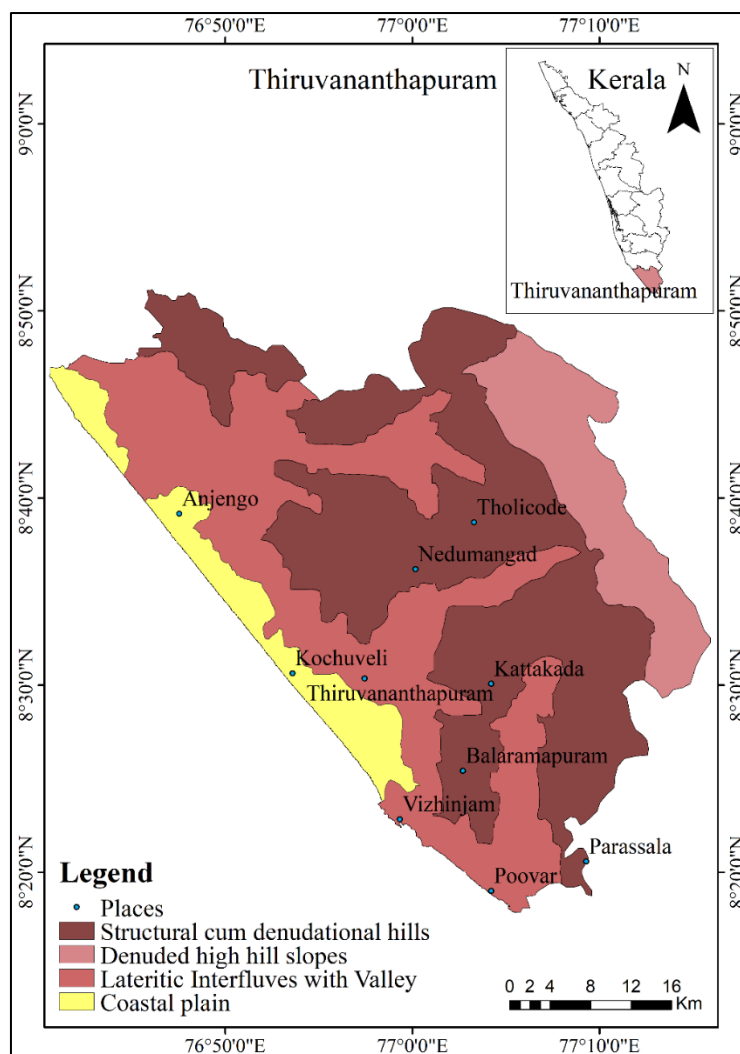 76°50'0"E 77°0'0"E 77°10'0"E
Thiruvananthapuram
Kerala
N
Thiruvananthapuram
9°0'0"N 9°0'0"N
8°50'0"N 8°50'0"N
8°40'0"N 8°40'0"N
8°30'0"N 8°30'0"N
8°20'0"N 8°20'0"N
Anjengo
Tholicode
Nedumangad
Kochuveli
Thiruvananthapuram
Kattakada
Balaramapuram
Vizhinjam
Parassala
Poovar
Legend
Places
Structural cum denudational hills
Denuded high hill slopes
Lateritic Interfluves with Valley
Coastal plain
0 2 4 8 12 16
Km
76°50'0"E 77°0'0"E 77°10'0"E